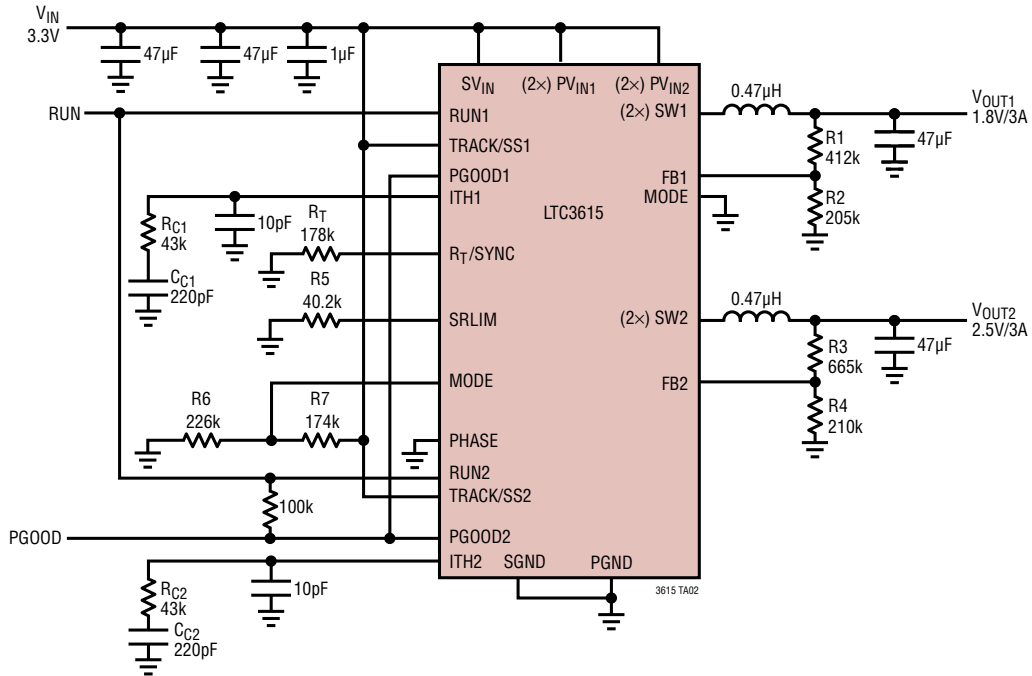 VIN
3.3V
47µF
47µF
1µF
SVIN
(2×) PVIN1
(2×) PVIN2
RUN
RUN1
(2×) SW1
0.47µH
VOUT1
1.8V/3A
TRACK/SS1
R1
412k
47µF
PGOOD1
FB1
ITH1
MODE
LTC3615
RC1
43k
10pF
RT
178k
R2
205k
RT/SYNC
CC1
220pF
R5
40.2k
0.47µH
VOUT2
2.5V/3A
SRLIM
(2×) SW2
R3
665k
47µF
MODE
FB2
R6
226k
R7
174k
R4
210k
PHASE
RUN2
TRACK/SS2
100k
PGOOD
PGOOD2
ITH2
SGND
PGND
3615 TA02
RC2
43k
10pF
CC2
220pF